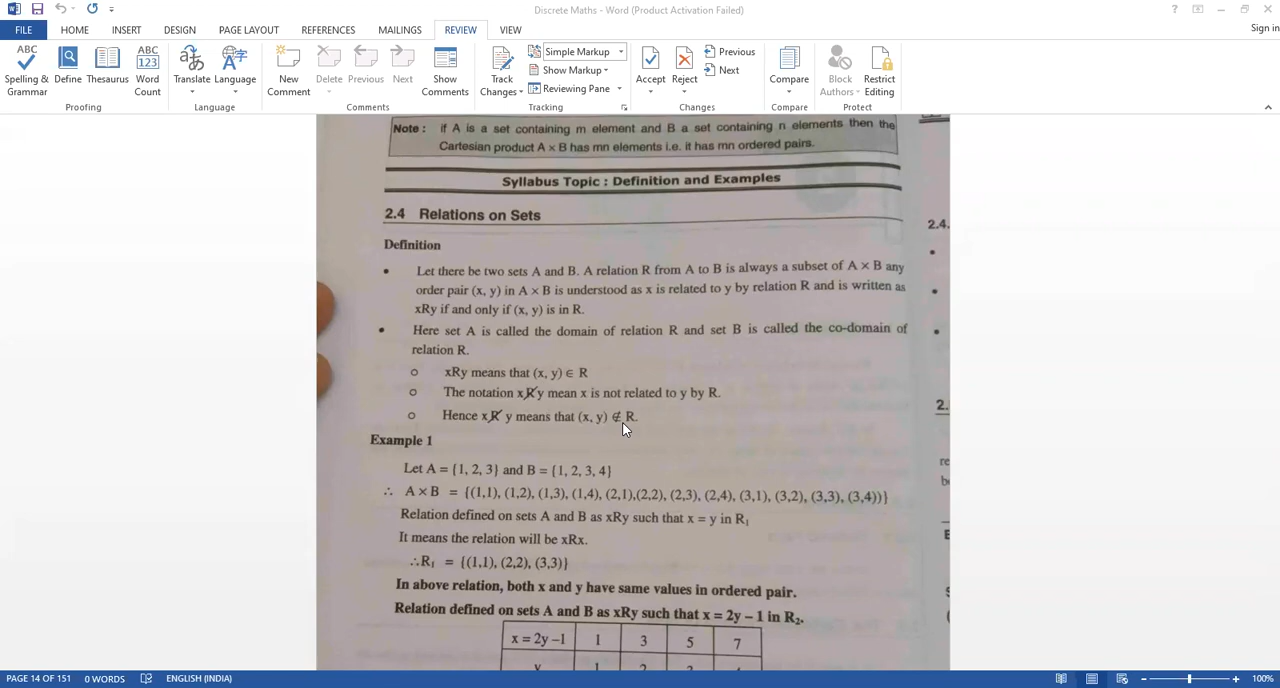 Discrete Maths - Word (Product Activation Failed)
FILE HOME INSERT DESIGN PAGE LAYOUT REFERENCES MAILINGS REVIEW VIEW Sign in
Spelling & Grammar Define Thesaurus Word Count Translate Language New Comment Delete Previous Next Show Comments Track Changes Simple Markup Show Markup Reviewing Pane Accept Reject Previous Next Compare Block Authors Restrict Editing
Proofing Language Comments Tracking Changes Compare Protect
Note : if A is a set containing m element and B a set containing n elements then the
Cartesian product A × B has mn elements i.e. it has mn ordered pairs.
Syllabus Topic : Definition and Examples
2.4 Relations on Sets
2.4.
Definition
• Let there be two sets A and B. A relation R from A to B is always a subset of A × B any
order pair (x, y) in A × B is understood as x is related to y by relation R and is written as
xRy if and only if (x, y) is in R.
• Here set A is called the domain of relation R and set B is called the co-domain of
relation R.
o xRy means that (x, y) ∈ R
o The notation x R̸ y mean x is not related to y by R.
o Hence x R̸ y means that (x, y) ∉ R.
2.
Example 1
re
Let A = {1, 2, 3} and B = {1, 2, 3, 4}
∴ A × B = {(1,1), (1,2), (1,3), (1,4), (2,1),(2,2), (2,3), (2,4), (3,1), (3,2), (3,3), (3,4))}
Relation defined on sets A and B as xRy such that x = y in R₁
It means the relation will be xRx.
∴R₁ = {(1,1), (2,2), (3,3)}
In above relation, both x and y have same values in ordered pair.
Relation defined on sets A and B as xRy such that x = 2y – 1 in R₂.
x = 2y –1 1 3 5 7
PAGE 14 OF 151 0 WORDS ENGLISH (INDIA) 100%